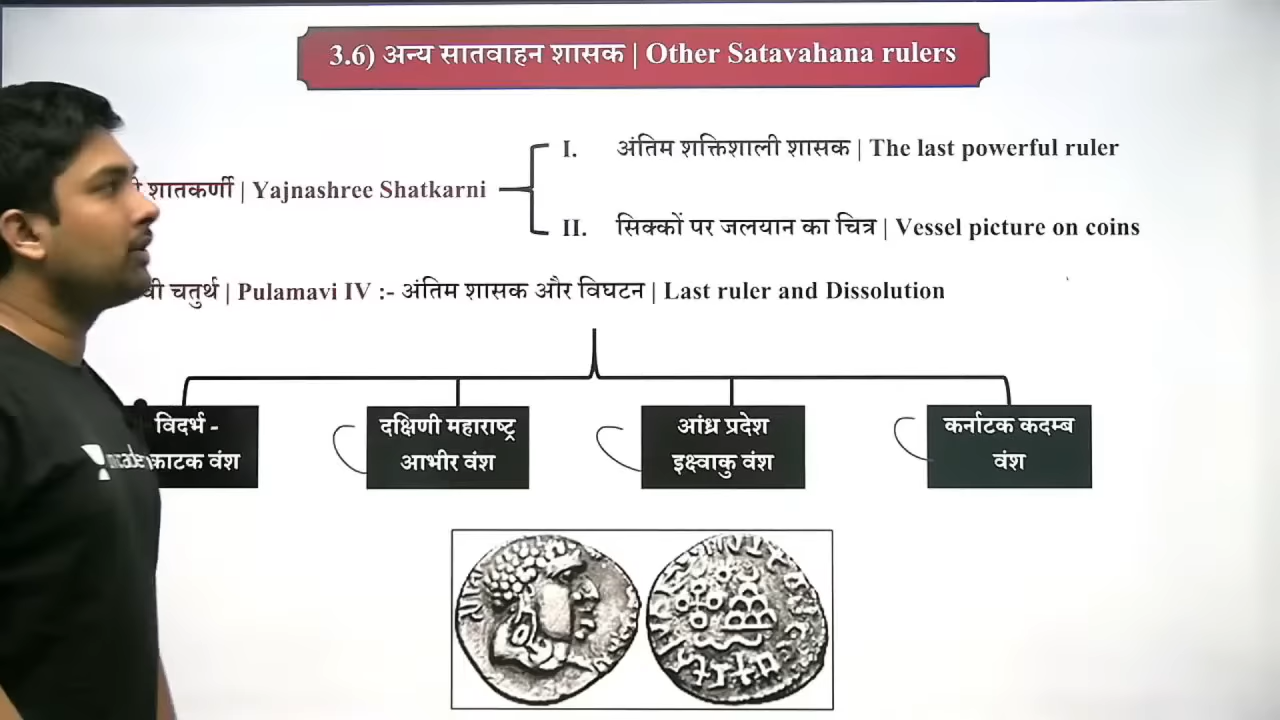 3.6) अन्य सातवाहन शासक | Other Satavahana rulers
I. अंतिम शक्तिशाली शासक | The last powerful ruler
शातकर्णी | Yajnashree Shatkarni
II. सिक्कों पर जलयान का चित्र | Vessel picture on coins
चतुर्थ | Pulamavi IV :- अंतिम शासक और विघटन | Last ruler and Dissolution
विदर्भ -
काटक वंश
दक्षिणी महाराष्ट्र
आभीर वंश
आंध्र प्रदेश
इक्ष्वाकु वंश
कर्नाटक कदम्ब
वंश